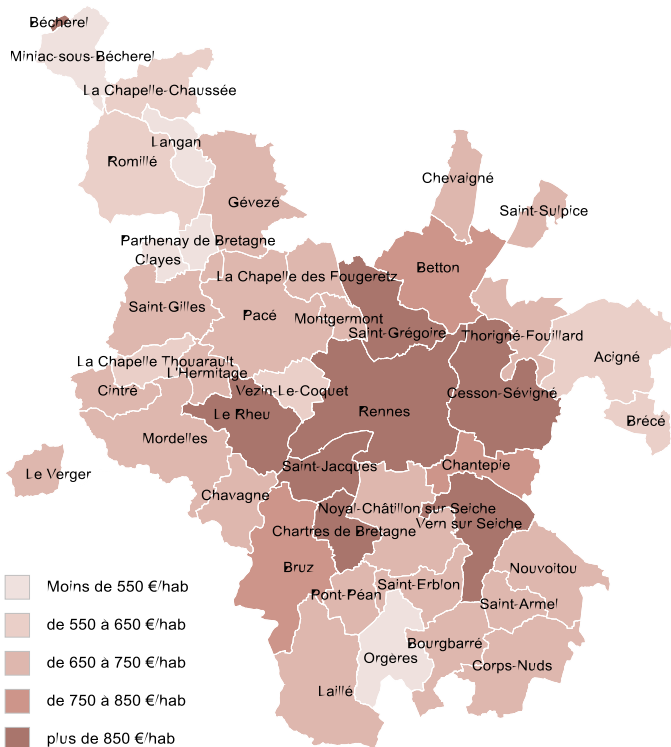 Bécherel
Miniac-sous-Bécherel
La Chapelle-Chaussée
Langan
Romillé
Chevaigné
Gévezé
Saint-Sulpice
Parthenay de Bretagne
Clayes
Betton
La Chapelle des Fougeretz
Saint-Gilles
Pacé
Montgermont
Saint-Grégoire
Thorigné-Fouillard
Acigné
La Chapelle Thouarault
L'Hermitage
Cintré
Vezin-Le-Coquet
Cesson-Sévigné
Le Rheu
Rennes
Brécé
Mordelles
Saint-Jacques
Chantepie
Le Verger
Chavagne
Noyal-Châtillon sur Seiche
Vern sur Seiche
Chartres de Bretagne
Bruz
Nouvoitou
Saint-Erblon
Pont-Péan
Saint-Armel
Bourgbarré
Orgères
Corps-Nuds
Laillé
Moins de 550 €/hab
de 550 à 650 €/hab
de 650 à 750 €/hab
de 750 à 850 €/hab
plus de 850 €/hab